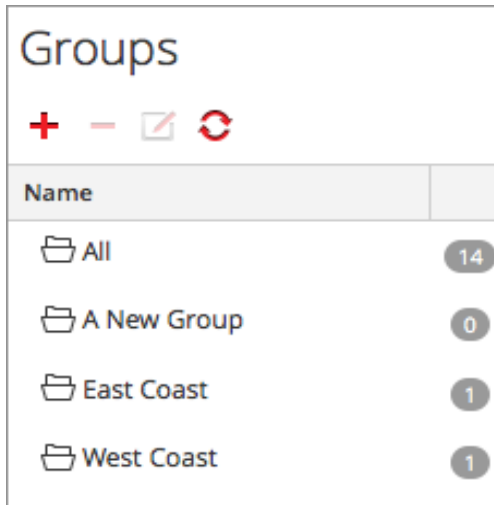 Groups
Name
All 14
A New Group 0
East Coast 1
West Coast 1